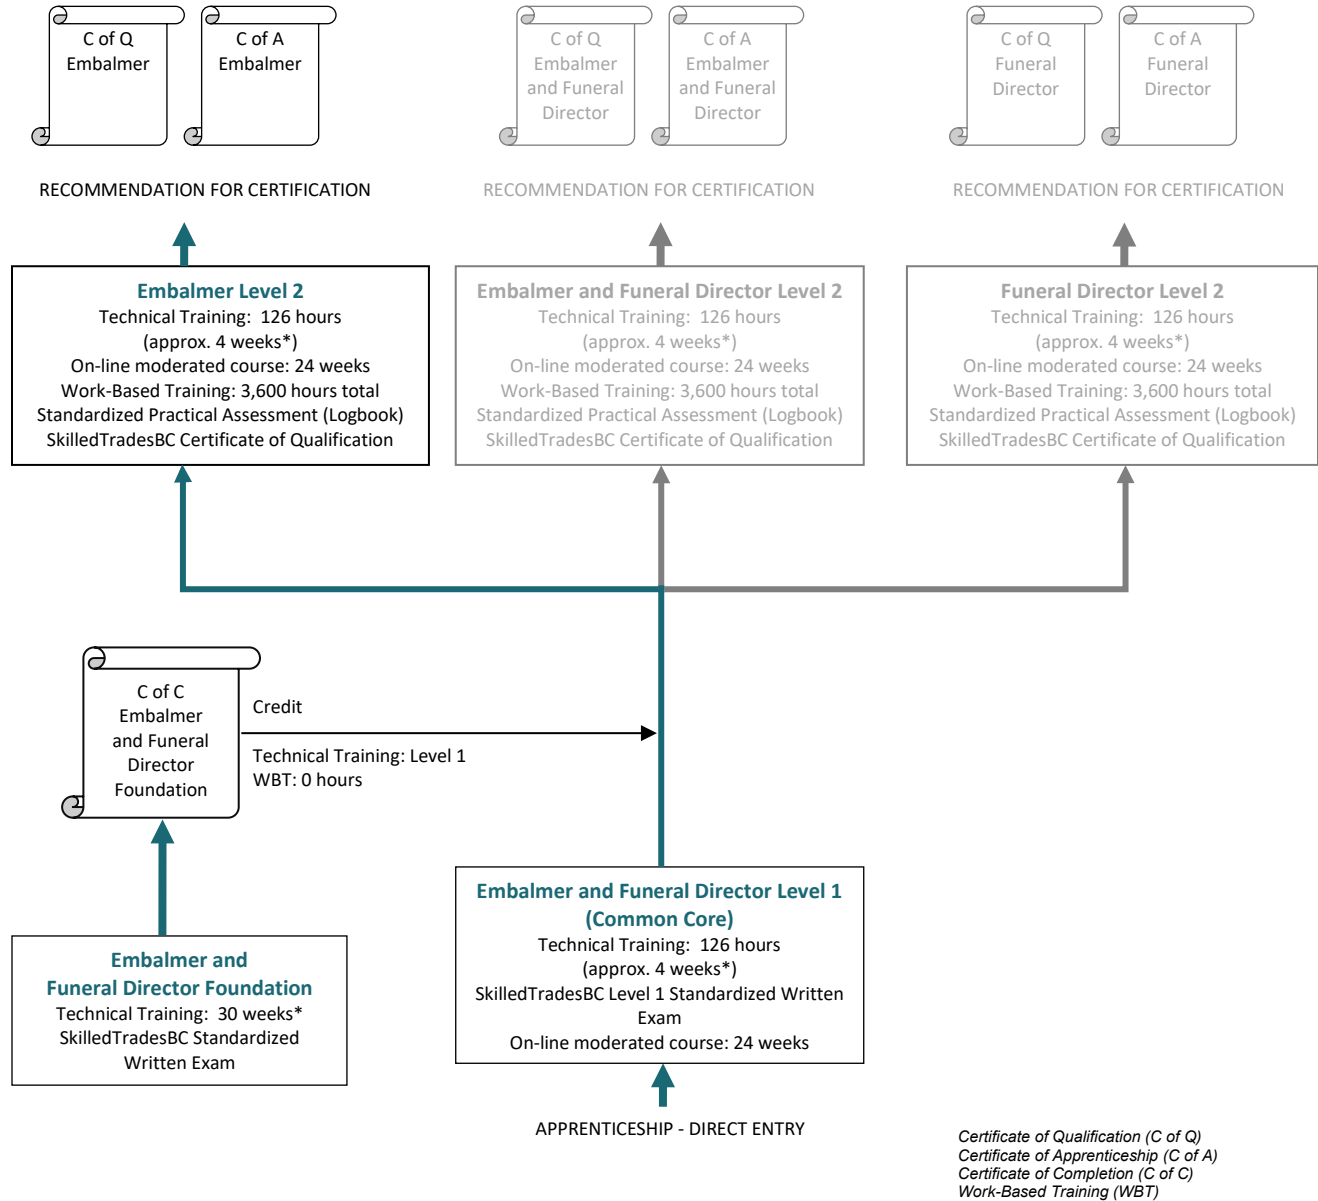 C of Q
Embalmer
C of A
Embalmer
C of Q
Embalmer
and Funeral
Director
C of A
Embalmer
and Funeral
Director
C of Q
Funeral
Director
C of A
Funeral
Director
RECOMMENDATION FOR CERTIFICATION
RECOMMENDATION FOR CERTIFICATION
RECOMMENDATION FOR CERTIFICATION
Embalmer Level 2
Technical Training:  126 hours
(approx. 4 weeks*)
On-line moderated course: 24 weeks
Work-Based Training: 3,600 hours total
Standardized Practical Assessment (Logbook)
SkilledTradesBC Certificate of Qualification
Embalmer and Funeral Director Level 2
Technical Training:  126 hours
(approx. 4 weeks*)
On-line moderated course: 24 weeks
Work-Based Training: 3,600 hours total
Standardized Practical Assessment (Logbook)
SkilledTradesBC Certificate of Qualification
Funeral Director Level 2
Technical Training:  126 hours
(approx. 4 weeks*)
On-line moderated course: 24 weeks
Work-Based Training: 3,600 hours total
Standardized Practical Assessment (Logbook)
SkilledTradesBC Certificate of Qualification
C of C
Embalmer
and Funeral
Director
Foundation
Credit
Technical Training: Level 1
WBT: 0 hours
Embalmer and
Funeral Director Foundation
Technical Training:  30 weeks*
SkilledTradesBC Standardized
Written Exam
Embalmer and Funeral Director Level 1
(Common Core)
Technical Training:  126 hours
(approx. 4 weeks*)
SkilledTradesBC Level 1 Standardized Written
Exam
On-line moderated course: 24 weeks
APPRENTICESHIP - DIRECT ENTRY
Certificate of Qualification (C of Q)
Certificate of Apprenticeship (C of A)
Certificate of Completion (C of C)
Work-Based Training (WBT)